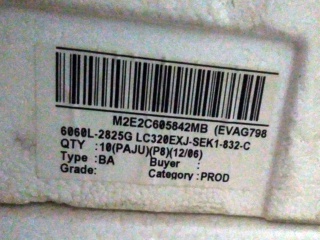 M2E2C605842MB (EVAG798
6060L-2825G LC320EXJ-SEK1-832-C
QTY :10(PAJU)(P8)(12/06)
Type :BA Buyer :
Grade: Category :PROD